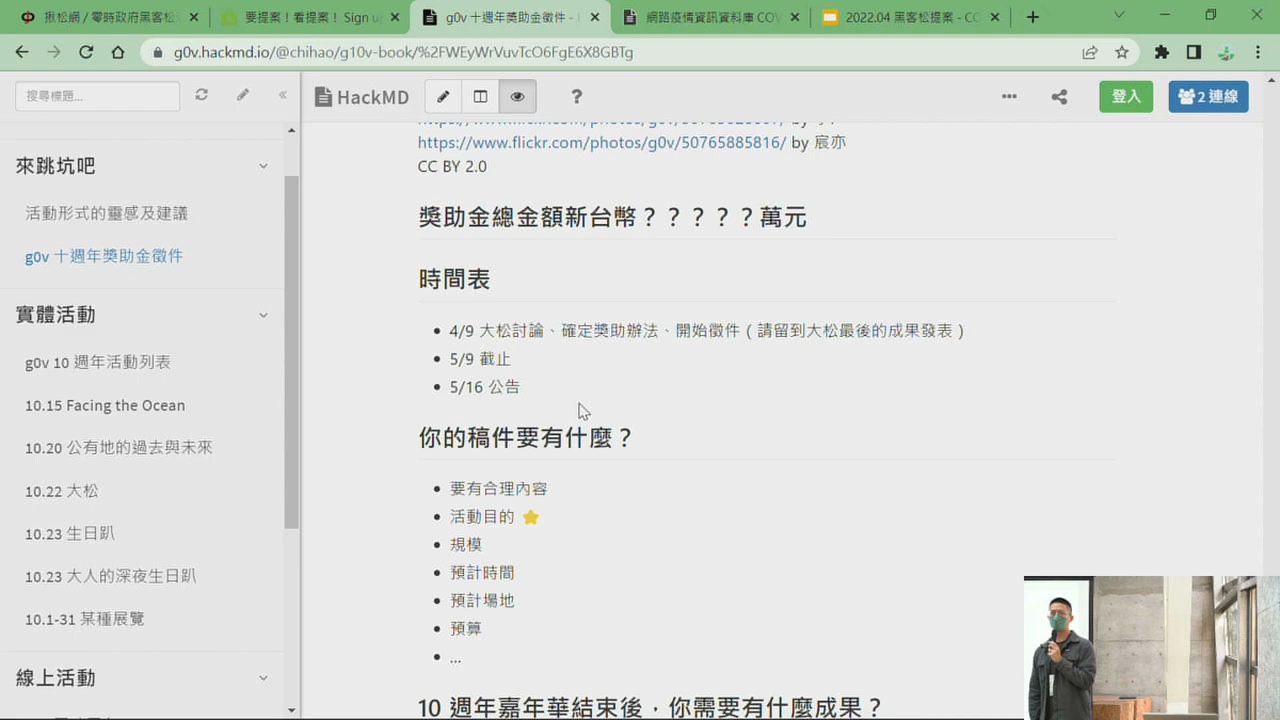 揪松網 / 零時政府黑客松
要提案！看提案！ Sign u
g0v 十週年獎助金徵件 -
網路疫情資訊資料庫 COV
2022.04 黑客松提案 - CO
g0v.hackmd.io/@chihao/g10v-book/%2FWEyWrVuvTcO6FgE6X8GBTg
搜尋標題...
HackMD
登入
2 連線
來跳坑吧
活動形式的靈感及建議
g0v 十週年獎助金徵件
實體活動
g0v 10 週年活動列表
10.15 Facing the Ocean
10.20 公有地的過去與未來
10.22 大松
10.23 生日趴
10.23 大人的深夜生日趴
10.1-31 某種展覽
線上活動
https://www.flickr.com/photos/g0v/50765885816/ by 宸亦
CC BY 2.0
獎助金總金額新台幣？？？？？萬元
時間表
• 4/9 大松討論、確定獎助辦法、開始徵件（請留到大松最後的成果發表）
• 5/9 截止
• 5/16 公告
你的稿件要有什麼？
• 要有合理內容
• 活動目的 ⭐
• 規模
• 預計時間
• 預計場地
• 預算
• ...
10 週年嘉年華結束後，你需要有什麼成果？